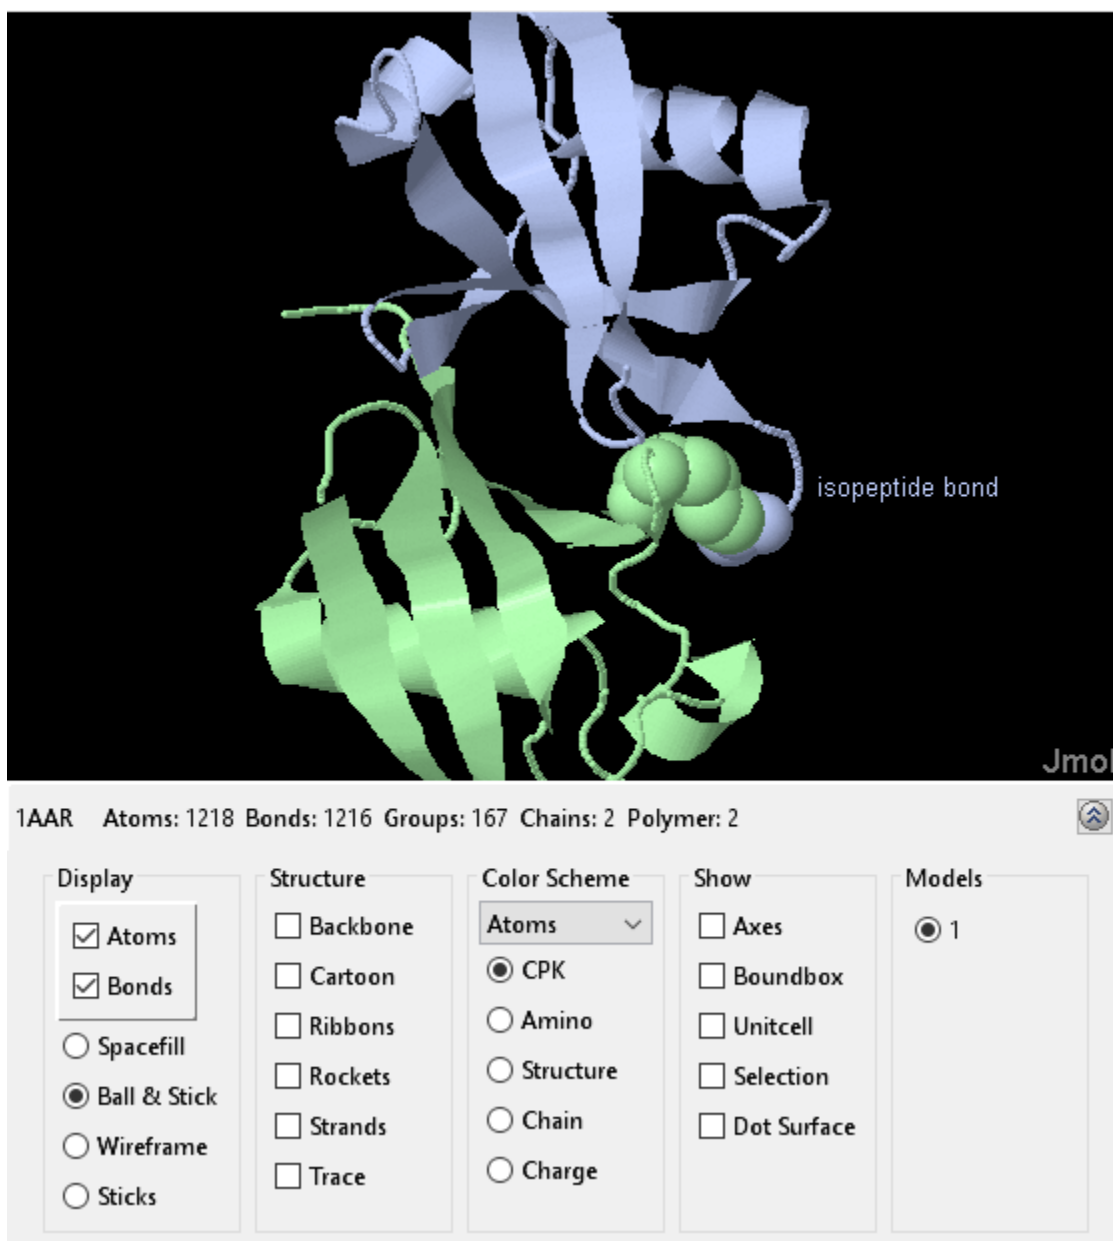 isopeptide bond
Jmol
1AAR Atoms: 1218 Bonds: 1216 Groups: 167 Chains: 2 Polymer: 2
Display
Atoms
Bonds
Spacefill
Ball & Stick
Wireframe
Sticks
Structure
Backbone
Cartoon
Ribbons
Rockets
Strands
Trace
Color Scheme
Atoms
CPK
Amino
Structure
Chain
Charge
Show
Axes
Boundbox
Unitcell
Selection
Dot Surface
Models
1